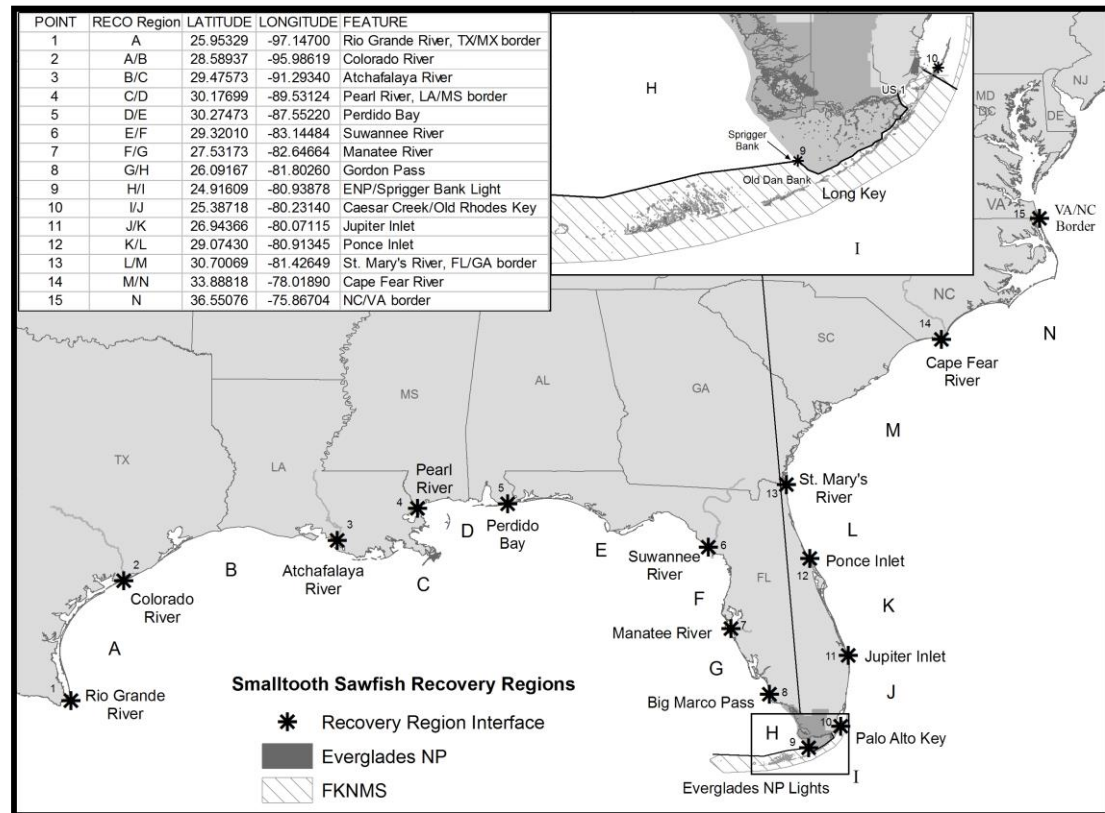 POINT RECO Region LATITUDE LONGITUDE FEATURE
1 A 25.95329 -97.14700 Rio Grande River, TX/MX border
2 A/B 28.58937 -95.98619 Colorado River
3 B/C 29.47573 -91.29340 Atchafalaya River
4 C/D 30.17699 -89.53124 Pearl River, LA/MS border
5 D/E 30.27473 -87.55220 Perdido Bay
6 E/F 29.32010 -83.14484 Suwannee River
7 F/G 27.53173 -82.64664 Manatee River
8 G/H 26.09167 -81.80260 Gordon Pass
9 H/I 24.91609 -80.93878 ENP/Sprigger Bank Light
10 I/J 25.38718 -80.23140 Caesar Creek/Old Rhodes Key
11 J/K 26.94366 -80.07115 Jupiter Inlet
12 K/L 29.07430 -80.91345 Ponce Inlet
13 L/M 30.70069 -81.42649 St. Mary's River, FL/GA border
14 M/N 33.88818 -78.01890 Cape Fear River
15 N 36.55076 -75.86704 NC/VA border
H
10
US 1
Sprigger
Bank
9
Old Dan Bank
Long Key
I
NJ
MD
DC
DE
VA
15
VA/NC
Border
NC
N
14
SC
Cape Fear
River
MS
AL
GA
M
TX
LA
Pearl
River
4
5
D
Perdido
Bay
13
St. Mary's
River
L
3
Atchafalaya
River
C
E
6
Suwannee
River
FL
12
Ponce Inlet
2
Colorado
River
B
F
K
7
Manatee River
A
G
11
Jupiter Inlet
1
Rio Grande
River
8
Big Marco Pass
J
H
9
10
Palo Alto Key
I
Everglades NP Lights
Smalltooth Sawfish Recovery Regions
Recovery Region Interface
Everglades NP
FKNMS